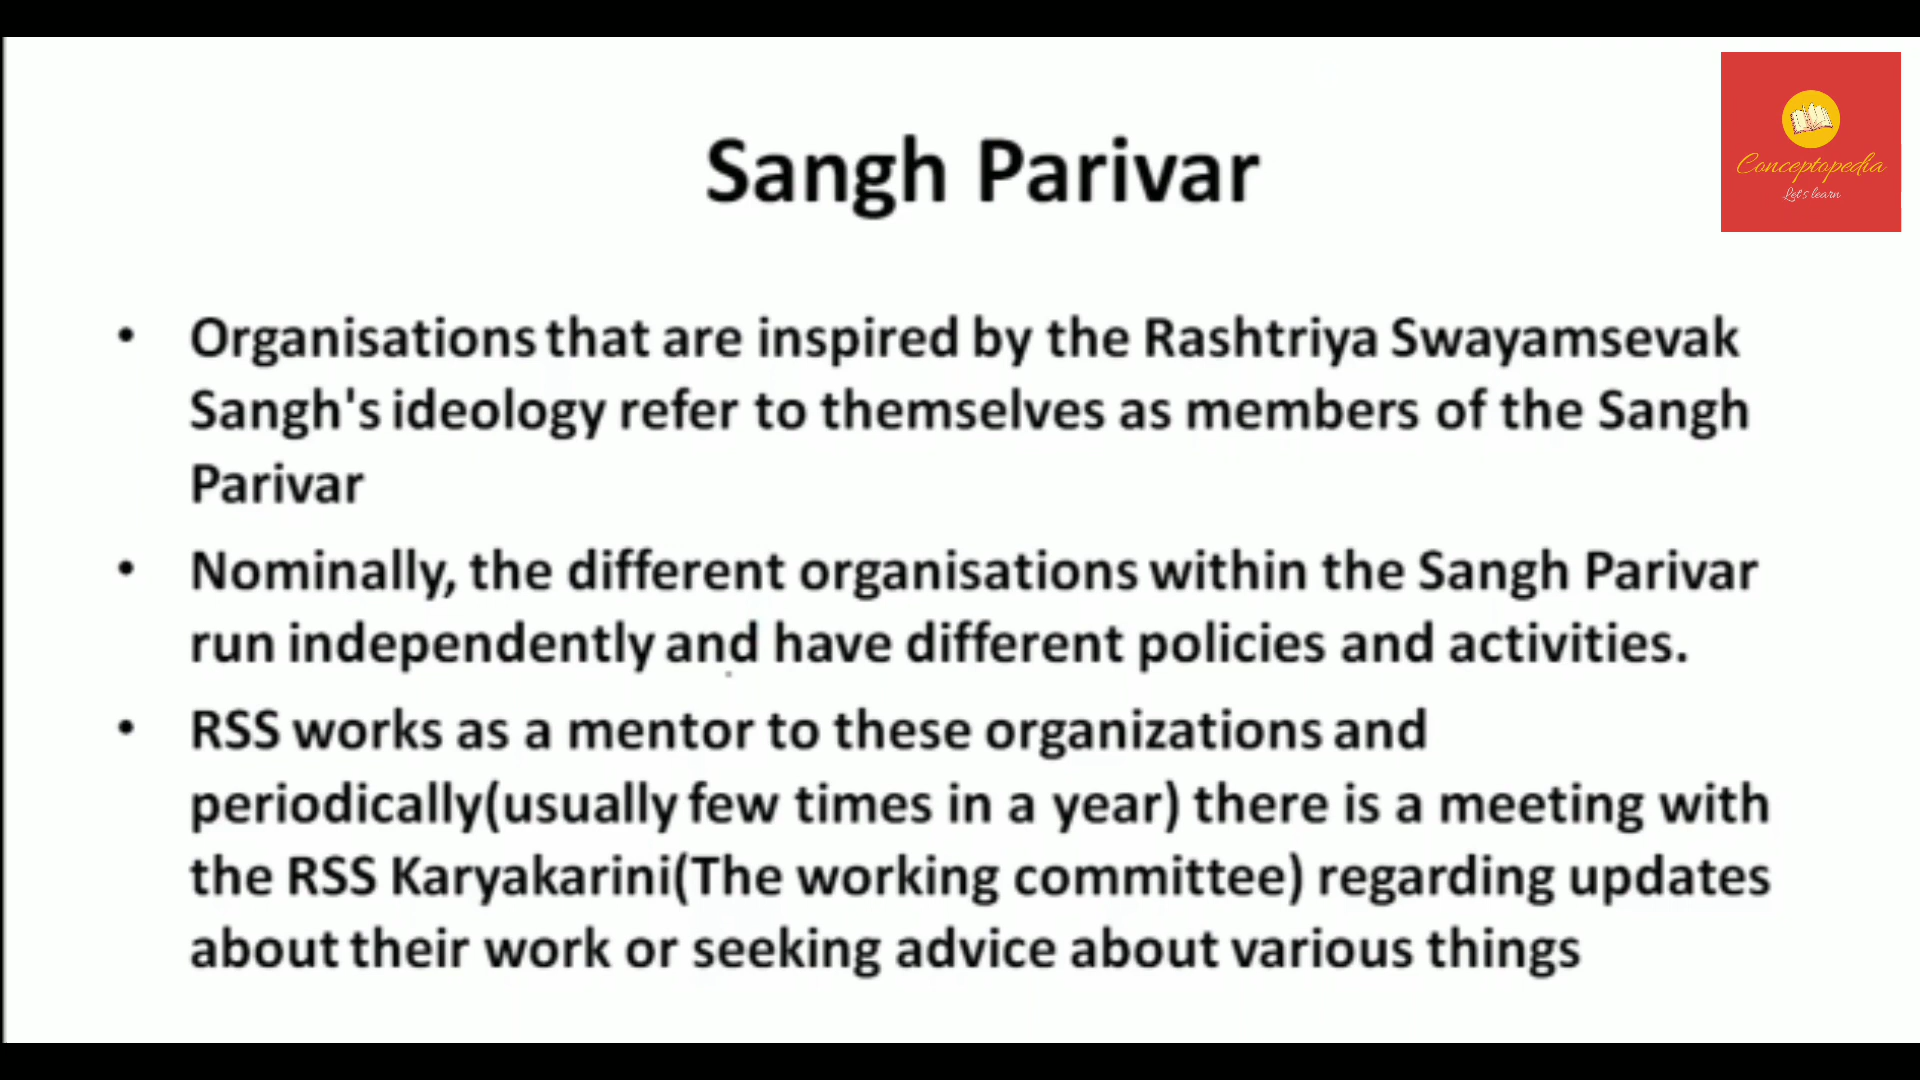 Conceptopedia
Let's learn
Sangh Parivar
• Organisations that are inspired by the Rashtriya Swayamsevak
Sangh's ideology refer to themselves as members of the Sangh
Parivar
• Nominally, the different organisations within the Sangh Parivar
run independently and have different policies and activities.
• RSS works as a mentor to these organizations and
periodically(usually few times in a year) there is a meeting with
the RSS Karyakarini(The working committee) regarding updates
about their work or seeking advice about various things